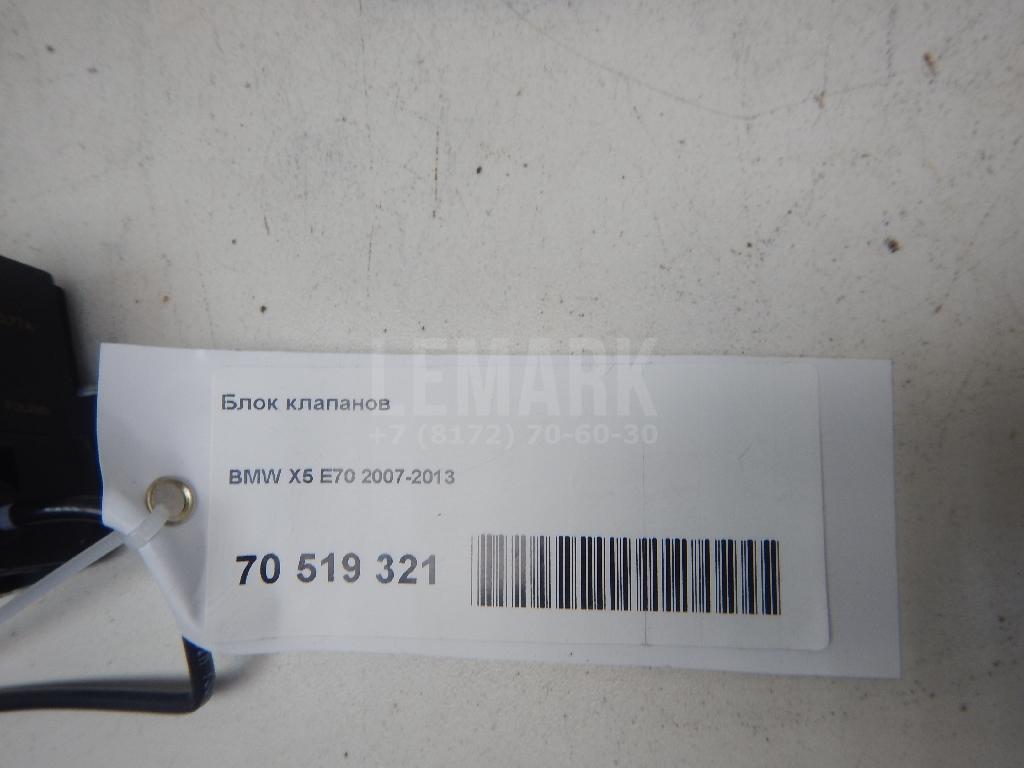 LEMARK
+7 (8172) 70-60-30
Блок клапанов
BMW X5 E70 2007-2013
70 519 321